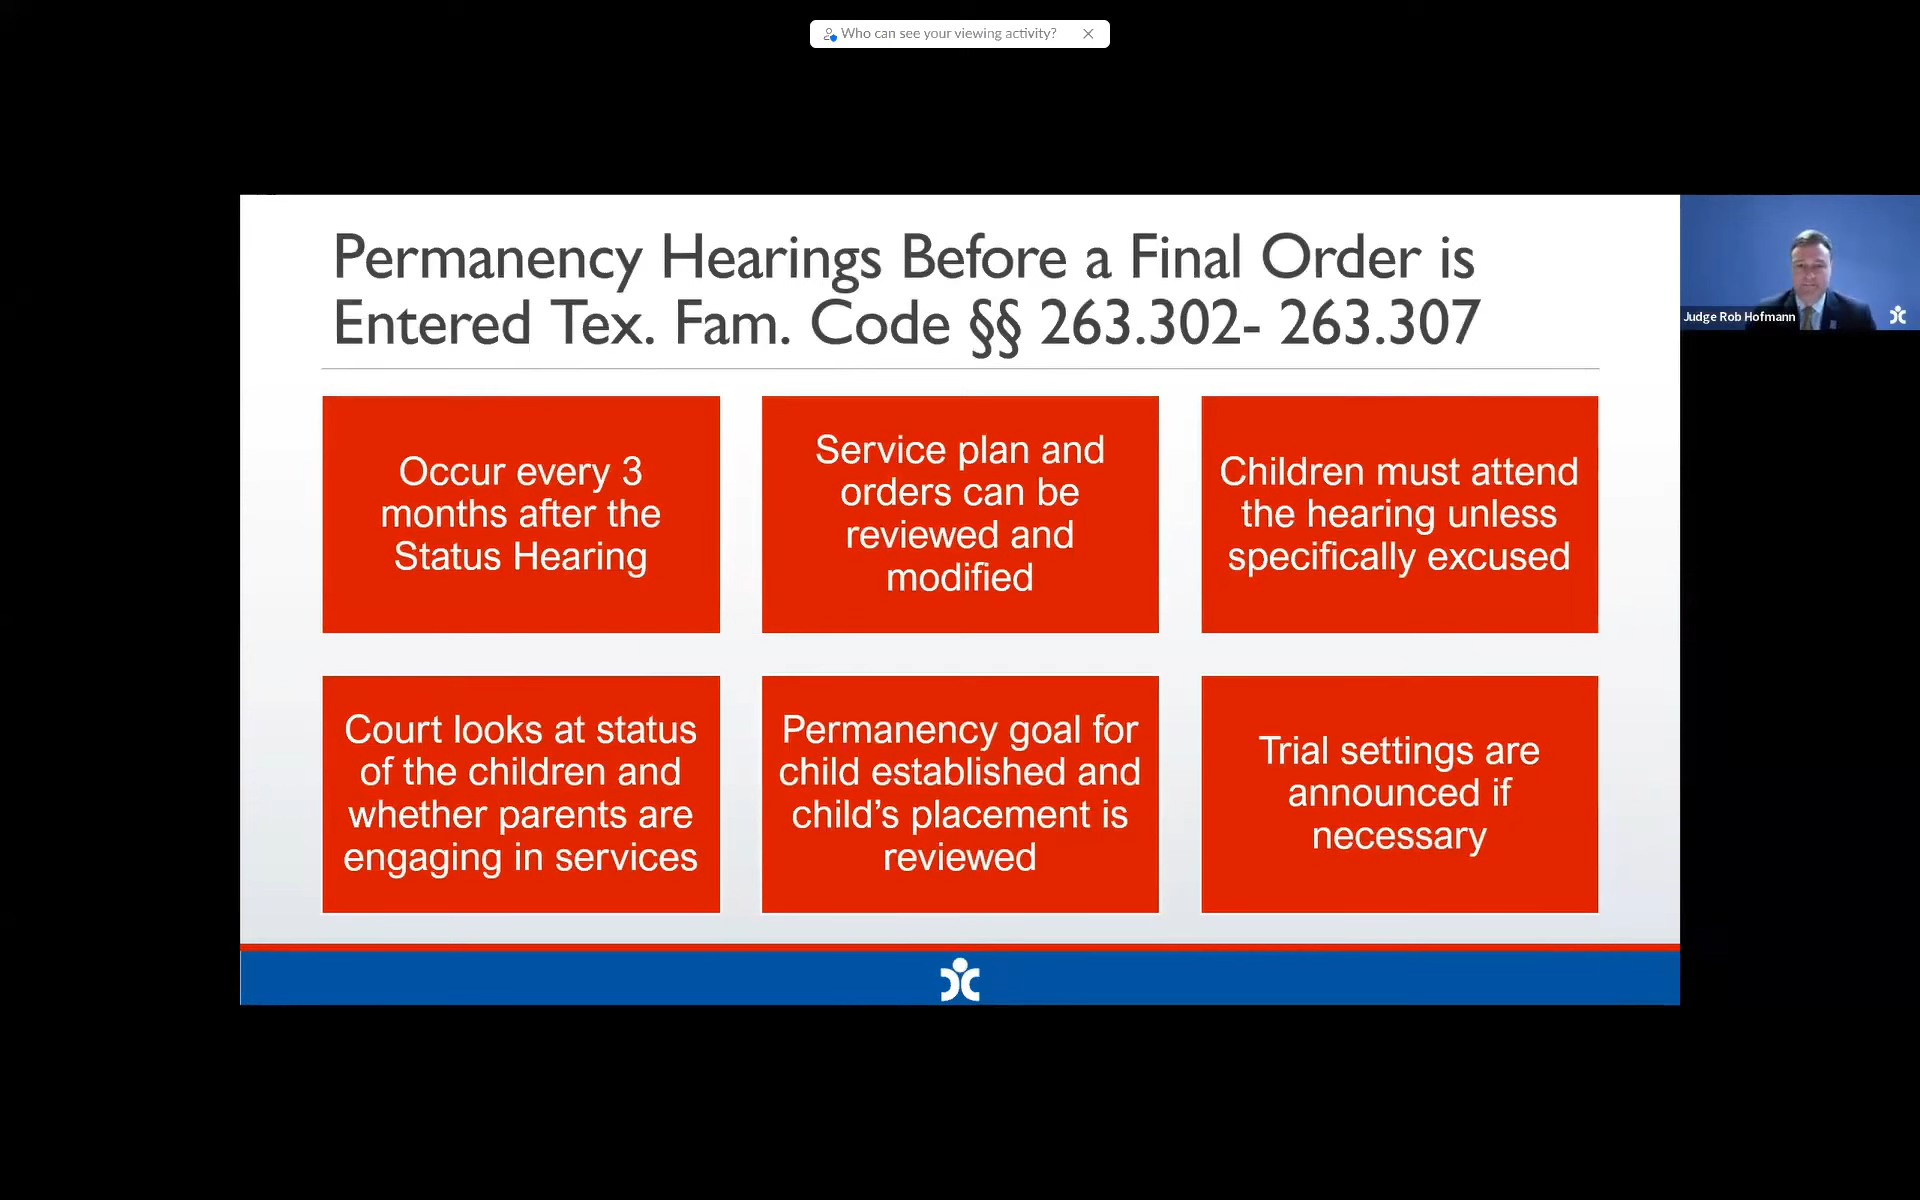 Who can see your viewing activity?
Permanency Hearings Before a Final Order is
Entered Tex. Fam. Code §§ 263.302- 263.307
Judge Rob Hofmann
Occur every 3
months after the
Status Hearing
Service plan and
orders can be
reviewed and
modified
Children must attend
the hearing unless
specifically excused
Court looks at status
of the children and
whether parents are
engaging in services
Permanency goal for
child established and
child's placement is
reviewed
Trial settings are
announced if
necessary